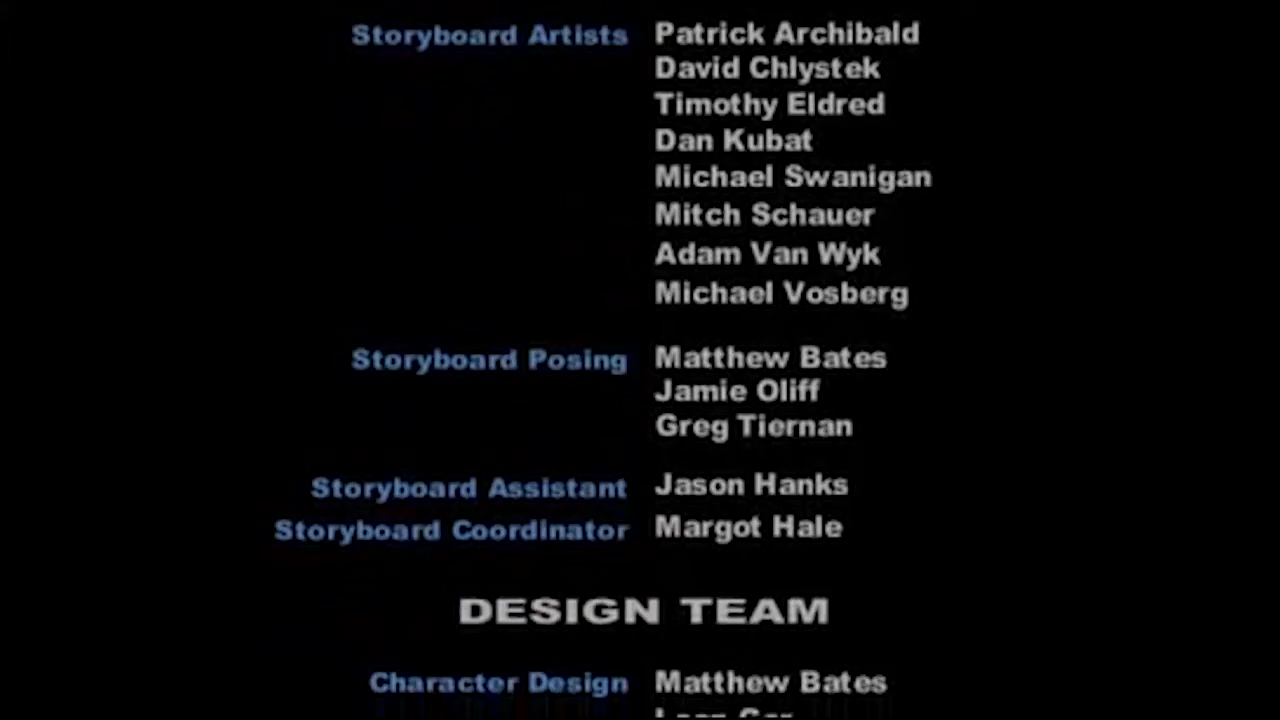 Storyboard Artists Patrick Archibald
David Chlystek
Timothy Eldred
Dan Kubat
Michael Swanigan
Mitch Schauer
Adam Van Wyk
Michael Vosberg
Storyboard Posing Matthew Bates
Jamie Oliff
Greg Tiernan
Storyboard Assistant Jason Hanks
Storyboard Coordinator Margot Hale
DESIGN TEAM
Character Design Matthew Bates